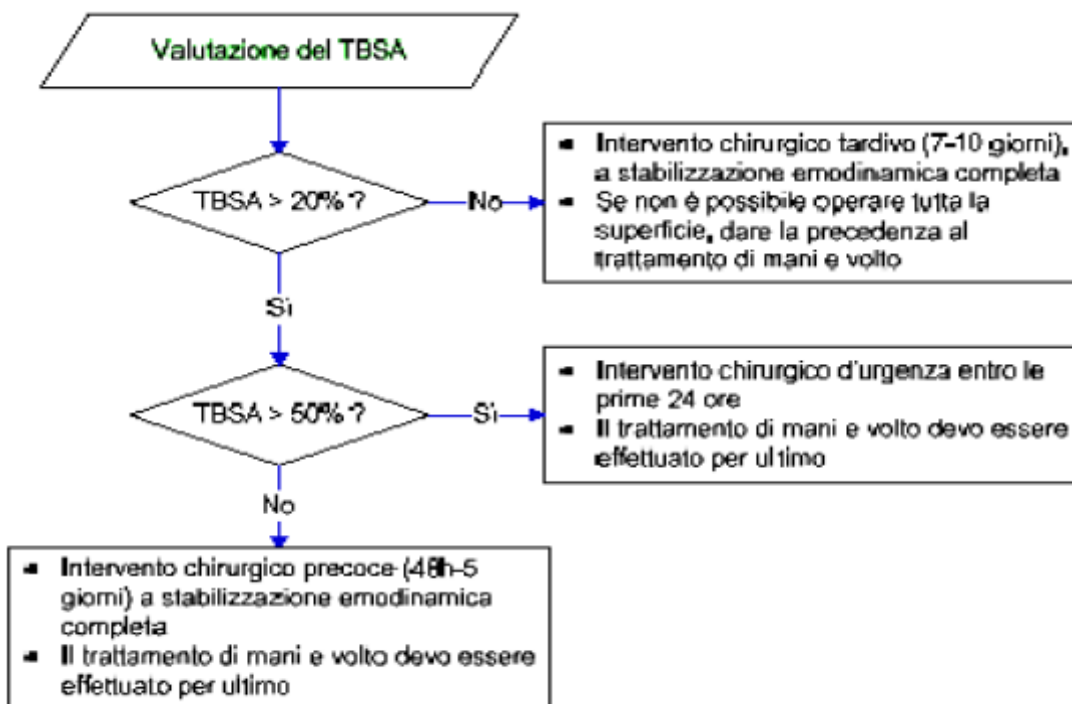 Valutazione del TBSA
TBSA > 20% ?
No
▪ Intervento chirurgico tardivo (7-10 giorni),
a stabilizzazione emodinamica completa
▪ Se non è possibile operare tutta la
superficie, dare la precedenza al
trattamento di mani e volto
Sì
TBSA > 50% ?
Sì
▪ Intervento chirurgico d'urgenza entro le
prime 24 ore
▪ Il trattamento di mani e volto devo essere
effettuato per ultimo
No
▪ Intervento chirurgico precoce (48h-5
giorni) a stabilizzazione emodinamica
completa
▪ Il trattamento di mani e volto devo essere
effettuato per ultimo